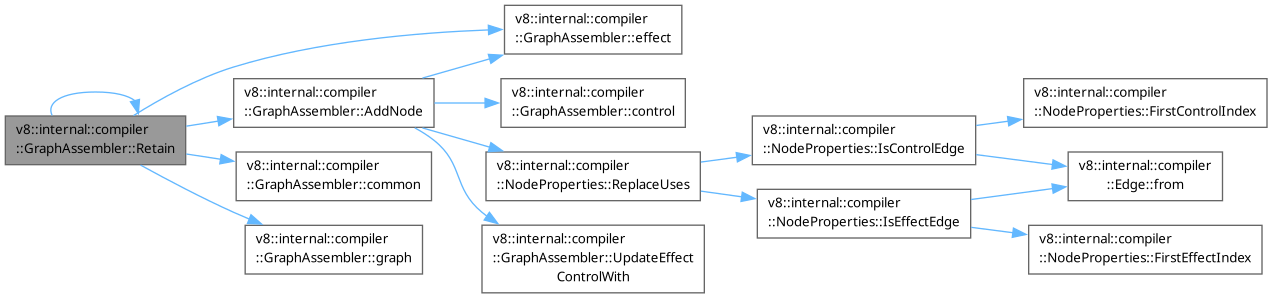 v8::internal::compiler
::GraphAssembler::Retain
v8::internal::compiler
::GraphAssembler::effect
v8::internal::compiler
::GraphAssembler::AddNode
v8::internal::compiler
::GraphAssembler::control
v8::internal::compiler
::GraphAssembler::common
v8::internal::compiler
::GraphAssembler::graph
v8::internal::compiler
::NodeProperties::ReplaceUses
v8::internal::compiler
::GraphAssembler::UpdateEffect
ControlWith
v8::internal::compiler
::NodeProperties::IsControlEdge
v8::internal::compiler
::NodeProperties::IsEffectEdge
v8::internal::compiler
::NodeProperties::FirstControlIndex
v8::internal::compiler
::Edge::from
v8::internal::compiler
::NodeProperties::FirstEffectIndex